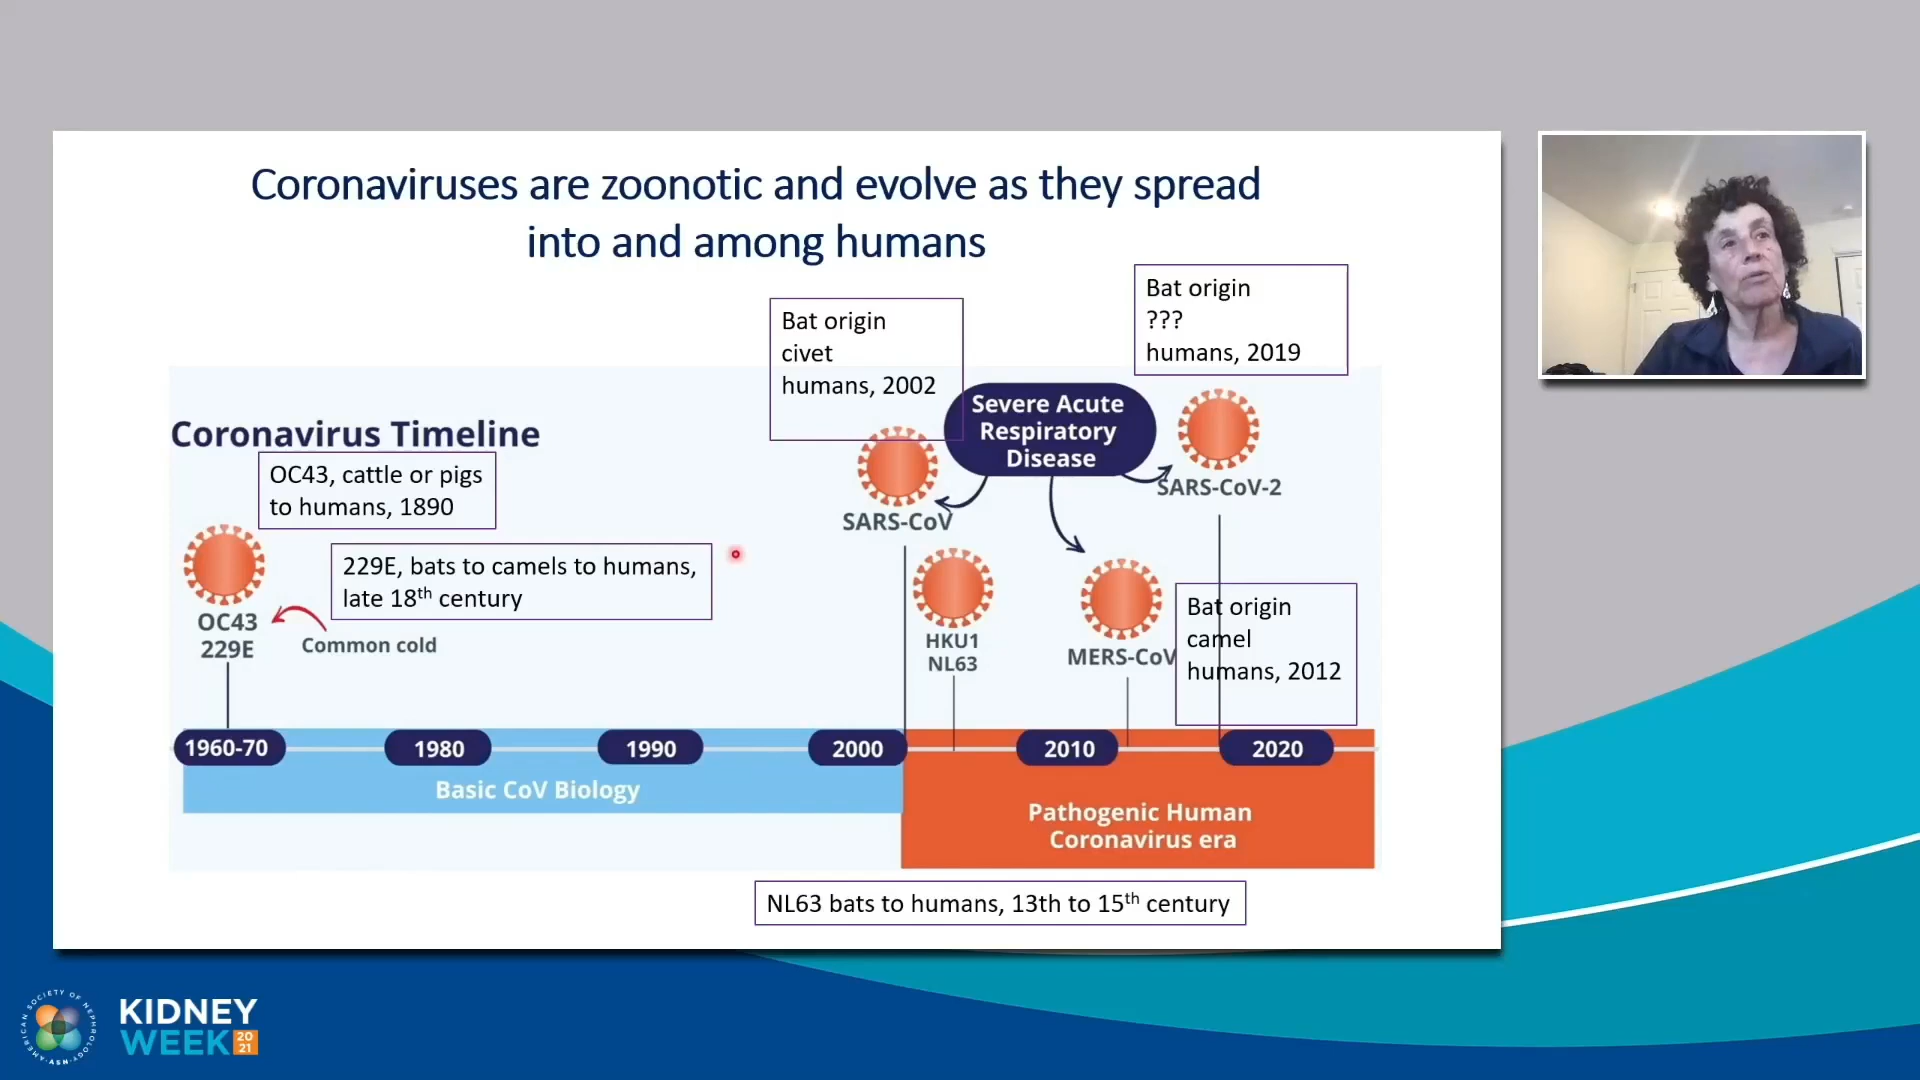 Coronaviruses are zoonotic and evolve as they spread
into and among humans
Bat origin
civet
humans, 2002
Bat origin
???
humans, 2019
Severe Acute
Respiratory
Disease
Coronavirus Timeline
OC43, cattle or pigs
to humans, 1890
SARS-CoV
SARS-CoV-2
229E, bats to camels to humans,
late 18th century
OC43
229E
Common cold
HKU1
NL63
MERS-CoV
Bat origin
camel
humans, 2012
1960-70
1980
1990
2000
2010
2020
Basic CoV Biology
Pathogenic Human
Coronavirus era
NL63 bats to humans, 13th to 15th century
AMERICAN SOCIETY OF NEPHROLOGY
ASN
KIDNEY
WEEK 20
21